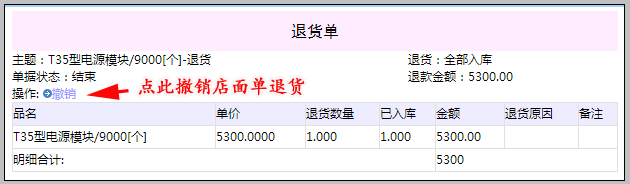 退货单
主题：T35型电源模块/9000[个]-退货 退货：全部入库
单据状态：结束 退款金额：5300.00
操作: 撤销 点此撤销店面单退货
品名 单价 退货数量 已入库 金额 退货原因 备注
T35型电源模块/9000[个] 5300.0000 1.000 1.000 5300.00
明细合计: 5300